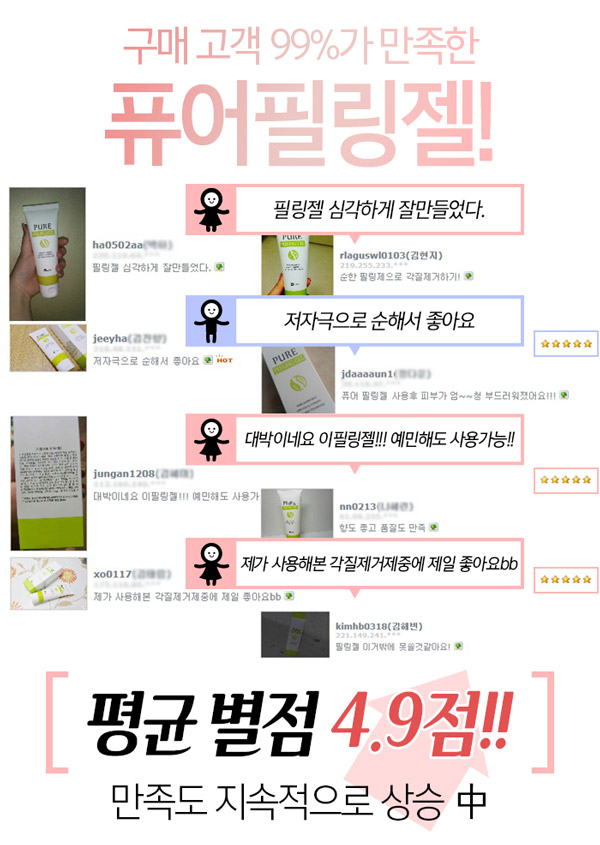 구매 고객 99%가 만족한
퓨어필링젤!
필링젤 심각하게 잘만들었다.
PURE
ha0502aa
필링젤 심각하게 잘만들었다.
rlaguswl0103(김현지)
219.255.233.***
순한 필링제으로 각질제거하기!
저자극으로 순해서 좋아요
jeeyha
저자극으로 순해서 좋아요 HOT
PURE
jdaaaaun1
퓨어 필링젤 사용후 피부가 엄~~청 부드러워졌어요!!!
대박이네요 이필링젤!!! 예민해도 사용가능!!
jungan1208
대박이네요 이필링젤!!! 예민해도 사용가
nn0213
향도 좋고 품질도 만족
제가 사용해본 각질제거제중에 제일 좋아요bb
xo0117
제가 사용해본 각질제거제중에 제일 좋아요bb
kimhb0318(김혜빈)
221.149.241.***
필링젤 이거밖에 못쓸것같아요!
평균 별점 4.9점!!
만족도 지속적으로 상승 中